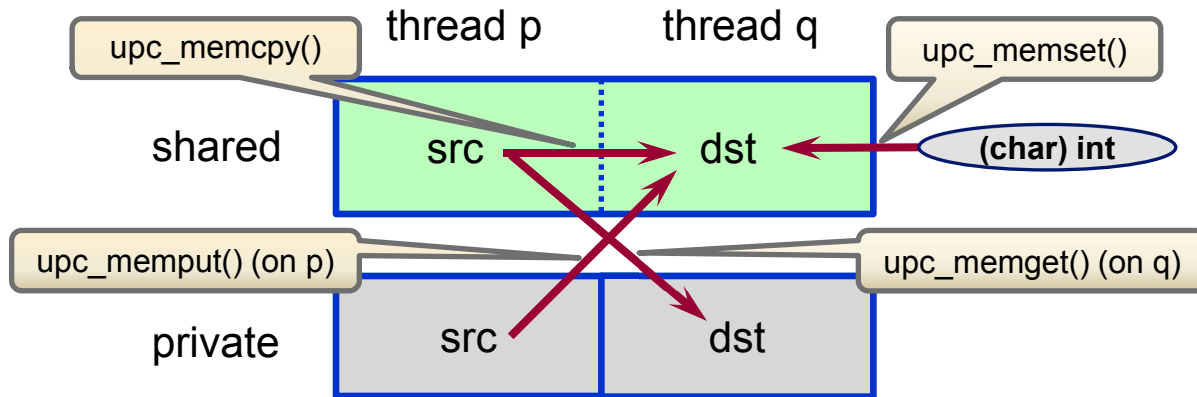 thread p
thread q
upc_memcpy()
upc_memset()
shared
src
dst
(char) int
upc_memput() (on p)
upc_memget() (on q)
private
src
dst